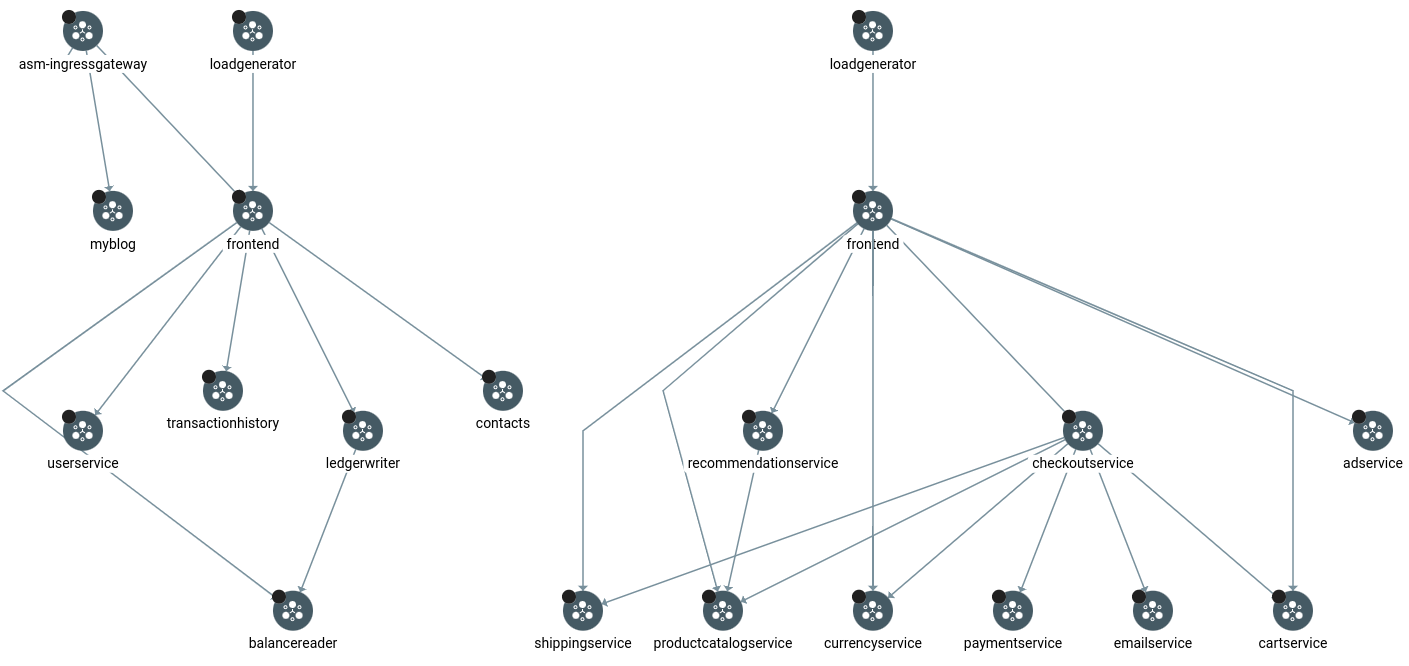 asm-ingressgateway
loadgenerator
loadgenerator
myblog
frontend
frontend
transactionhistory
contacts
userservice
ledgerwriter
recommendationservice
checkoutservice
adservice
balancereader
shippingservice
productcatalogservice
currencyservice
paymentservice
emailservice
cartservice